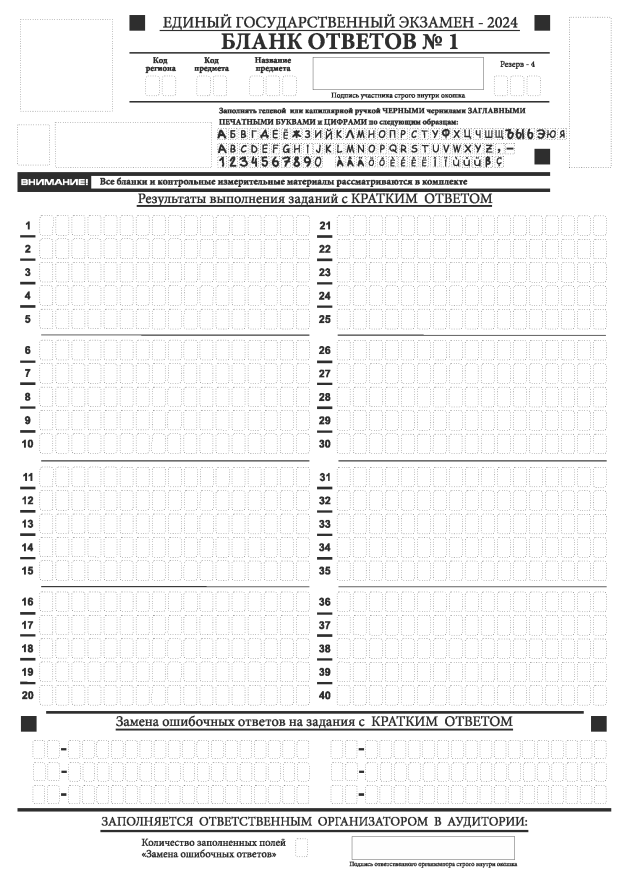 ЕДИНЫЙ ГОСУДАРСТВЕННЫЙ ЭКЗАМЕН - 2024
БЛАНК ОТВЕТОВ № 1
Код региона
Код предмета
Название предмета
Резерв - 4
Подпись участника строго внутри окошка
Заполнять гелевой или капиллярной ручкой ЧЕРНЫМИ чернилами ЗАГЛАВНЫМИ
ПЕЧАТНЫМИ БУКВАМИ и ЦИФРАМИ по следующим образцам:
АБВГДЕЁЖЗИЙКЛМНОПРСТУФХЦЧШЩЪЫЬЭЮЯ
ABCDEFGHIJKLMNOPQRSTUVWXYZ,-
1234567890
ВНИМАНИЕ! Все бланки и контрольные измерительные материалы рассматриваются в комплекте
Результаты выполнения заданий с КРАТКИМ ОТВЕТОМ
1 21
2 22
3 23
4 24
5 25
6 26
7 27
8 28
9 29
10 30
11 31
12 32
13 33
14 34
15 35
16 36
17 37
18 38
19 39
20 40
Замена ошибочных ответов на задания с КРАТКИМ ОТВЕТОМ
- -
- -
- -
ЗАПОЛНЯЕТСЯ ОТВЕТСТВЕННЫМ ОРГАНИЗАТОРОМ В АУДИТОРИИ:
Количество заполненных полей
«Замена ошибочных ответов»
Подпись ответственного организатора строго внутри окошка